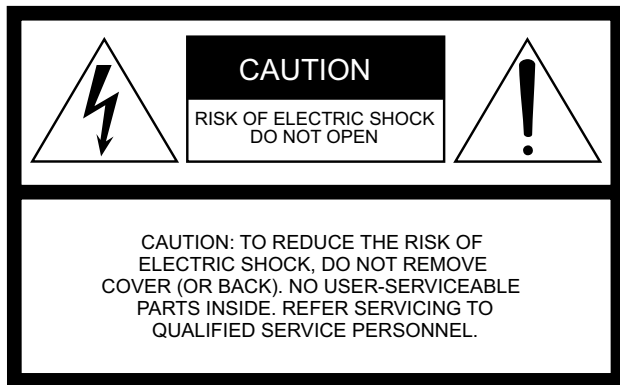 CAUTION
RISK OF ELECTRIC SHOCK
DO NOT OPEN
CAUTION: TO REDUCE THE RISK OF
ELECTRIC SHOCK, DO NOT REMOVE
COVER (OR BACK). NO USER-SERVICEABLE
PARTS INSIDE. REFER SERVICING TO
QUALIFIED SERVICE PERSONNEL.